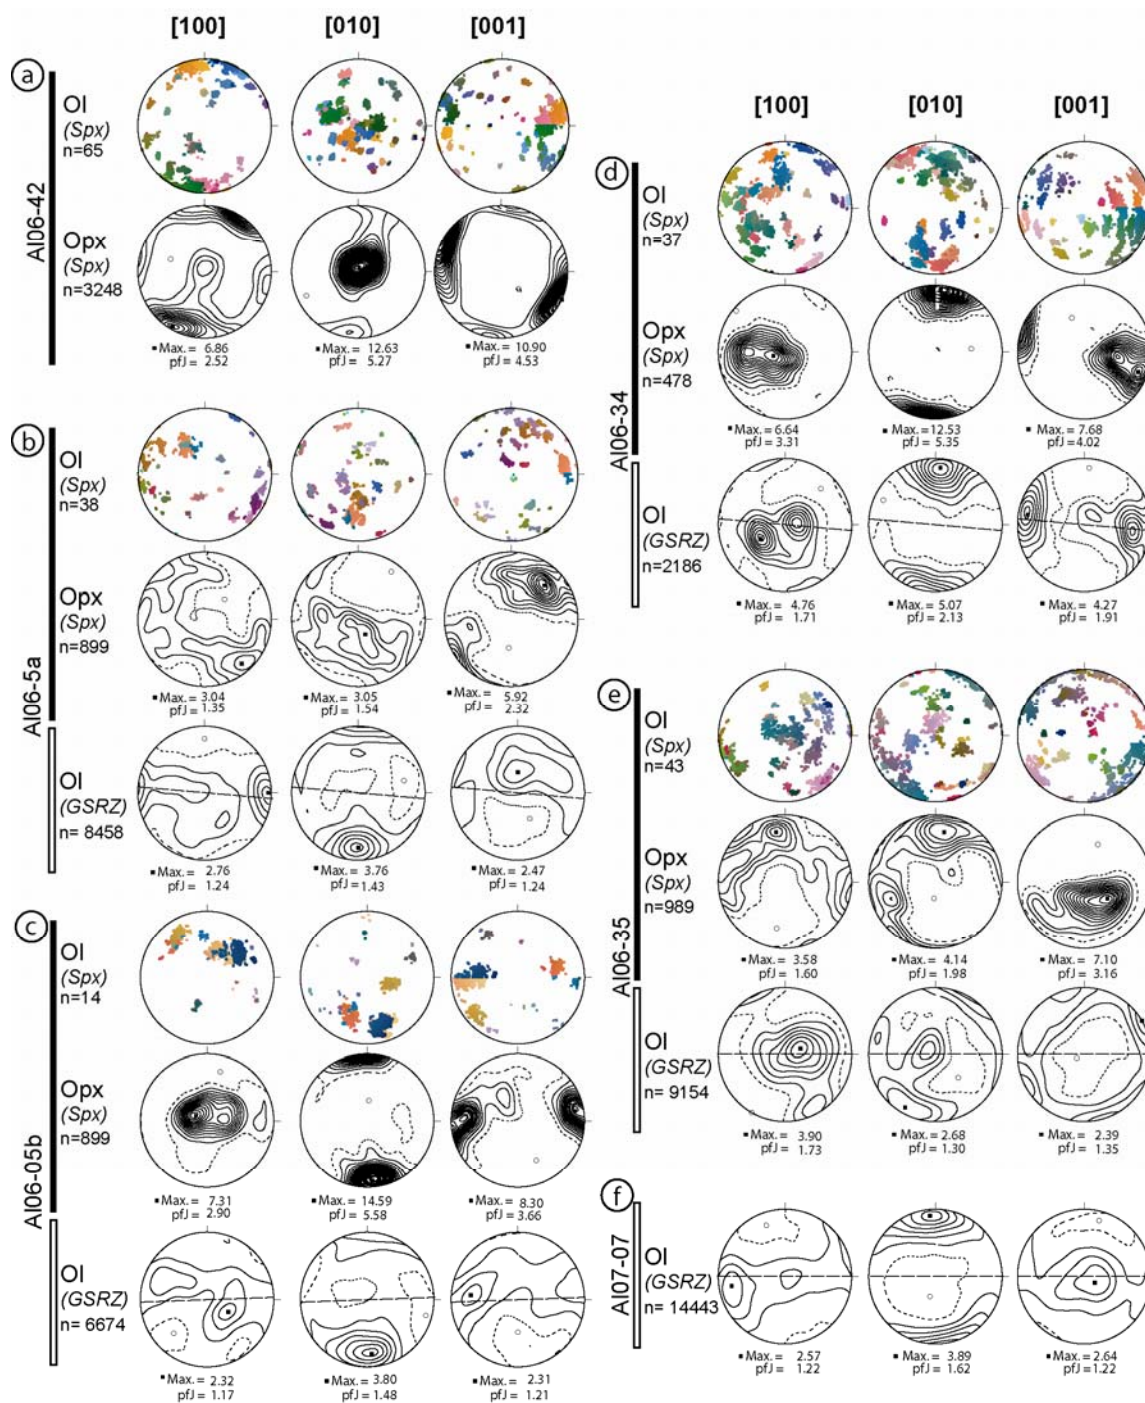 [100] [010] [001]
a
AI06-42
Ol
(Spx)
n=65
Opx
(Spx)
n=3248
Max. = 6.86
pfJ = 2.52
Max. = 12.63
pfJ = 5.27
Max. = 10.90
pfJ = 4.53
b
AI06-5a
Ol
(Spx)
n=38
Opx
(Spx)
n=899
Max. = 3.04
pfJ = 1.35
Max. = 3.05
pfJ = 1.54
Max. = 5.92
pfJ = 2.32
Ol
(GSRZ)
n= 8458
Max. = 2.76
pfJ = 1.24
Max. = 3.76
pfJ = 1.43
Max. = 2.47
pfJ = 1.24
c
AI06-05b
Ol
(Spx)
n=14
Opx
(Spx)
n=899
Max. = 7.31
pfJ = 2.90
Max. = 14.59
pfJ = 5.58
Max. = 8.30
pfJ = 3.66
Ol
(GSRZ)
n= 6674
Max. = 2.32
pfJ = 1.17
Max. = 3.80
pfJ = 1.48
Max. = 2.31
pfJ = 1.21
[100] [010] [001]
d
AI06-34
Ol
(Spx)
n=37
Opx
(Spx)
n=478
Max. = 6.64
pfJ = 3.31
Max. = 12.53
pfJ = 5.35
Max. = 7.68
pfJ = 4.02
Ol
(GSRZ)
n=2186
Max. = 4.76
pfJ = 1.71
Max. = 5.07
pfJ = 2.13
Max. = 4.27
pfJ = 1.91
e
AI06-35
Ol
(Spx)
n=43
Opx
(Spx)
n=989
Max. = 3.58
pfJ = 1.60
Max. = 4.14
pfJ = 1.98
Max. = 7.10
pfJ = 3.16
Ol
(GSRZ)
n= 9154
Max. = 3.90
pfJ = 1.73
Max. = 2.68
pfJ = 1.30
Max. = 2.39
pfJ = 1.35
f
AI07-07
Ol
(GSRZ)
n= 14443
Max. = 2.57
pfJ = 1.22
Max. = 3.89
pfJ = 1.62
Max. = 2.64
pfJ = 1.22